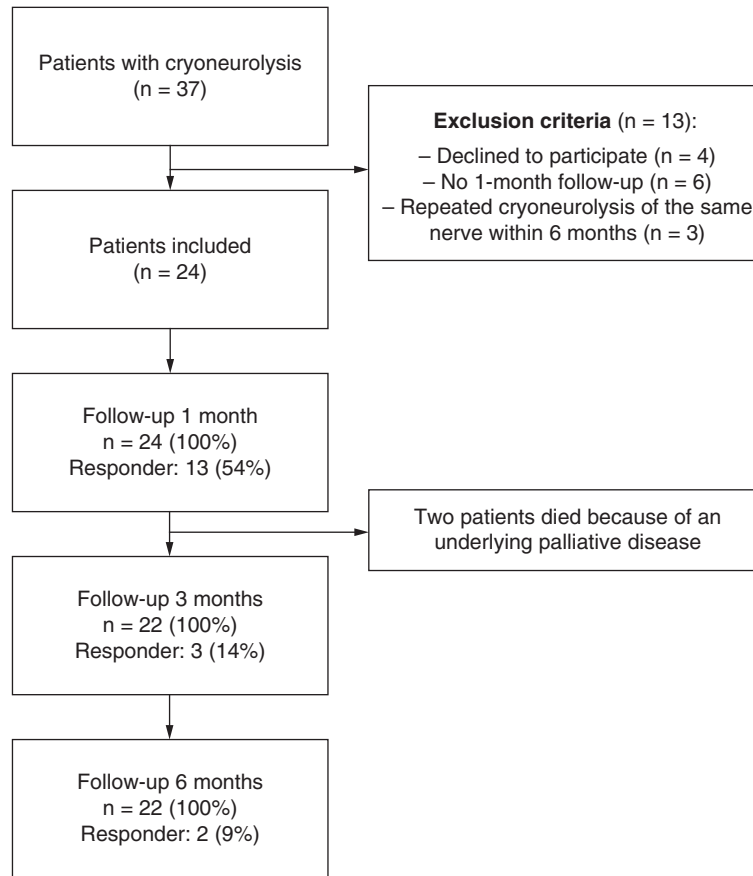 Patients with cryoneurolysis
(n = 37)
Exclusion criteria (n = 13):
– Declined to participate (n = 4)
– No 1-month follow-up (n = 6)
– Repeated cryoneurolysis of the same
nerve within 6 months (n = 3)
Patients included
(n = 24)
Follow-up 1 month
n = 24 (100%)
Responder: 13 (54%)
Two patients died because of an
underlying palliative disease
Follow-up 3 months
n = 22 (100%)
Responder: 3 (14%)
Follow-up 6 months
n = 22 (100%)
Responder: 2 (9%)